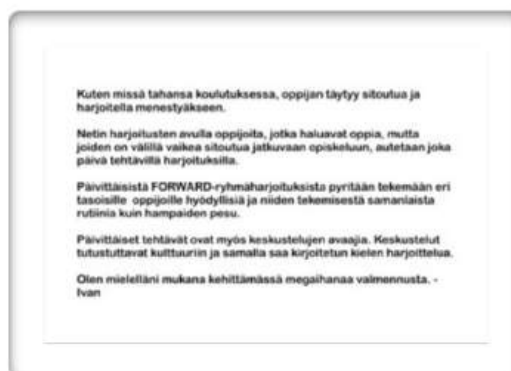 Kuten missä tahansa koulutuksessa, oppijan täytyy sitoutua ja
harjoitella menestyäkseen.
Netin harjoitusten avulla oppijoita, jotka haluavat oppia, mutta
joiden on välillä vaikea sitoutua jatkuvaan opiskeluun, autetaan joka
päivä tehtävillä harjoituksilla.
Päivittäisistä FORWARD-ryhmäharjoituksista pyritään tekemään eri
tasoisille oppijoille hyödyllisiä ja niiden tekemisestä samanlaista
rutiinia kuin hampaiden pesu.
Päivittäiset tehtävät ovat myös keskustelujen avaajia. Keskustelut
tutustuttavat kulttuuriin ja samalla saa kirjoitetun kielen harjoittelua.
Olen mielelläni mukana kehittämässä megaihanaa valmennusta. -
Ivan